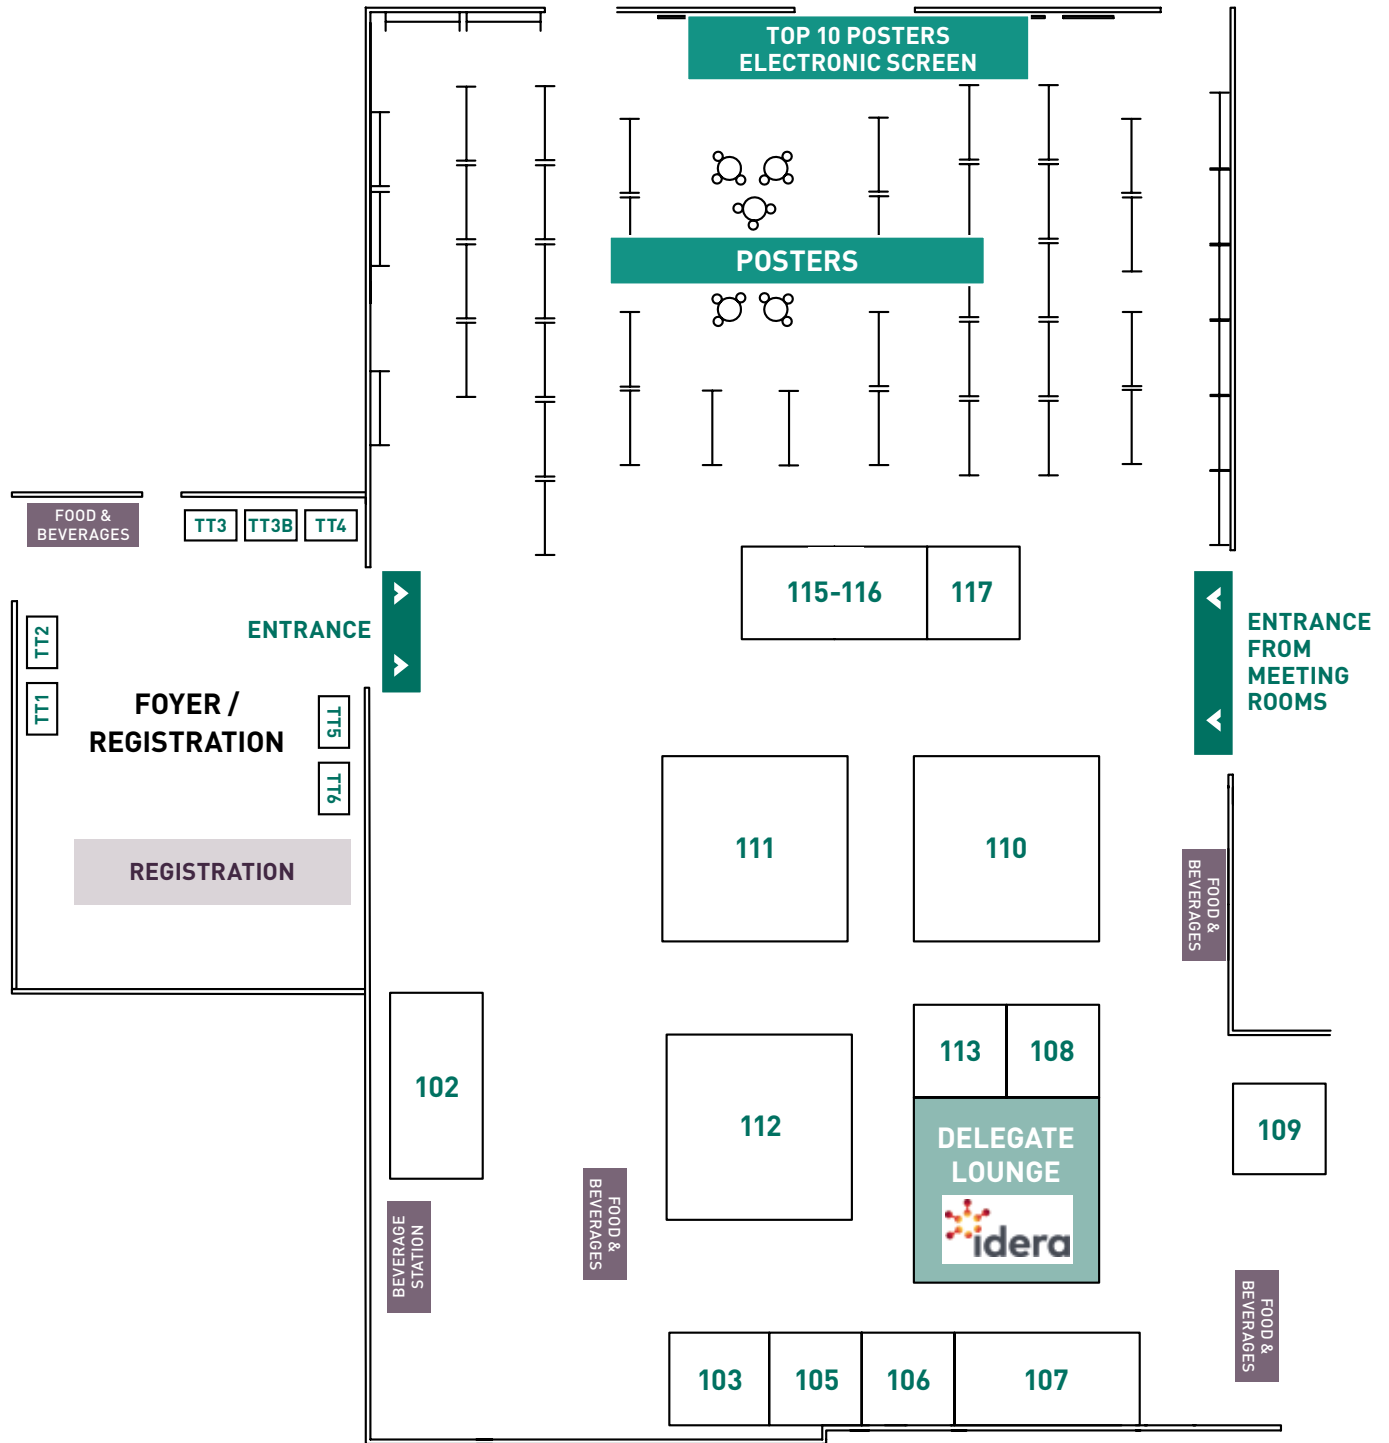 TOP 10 POSTERS
ELECTRONIC SCREEN
POSTERS
FOOD &
BEVERAGES
TT3
TT3B
TT4
115-116
117
ENTRANCE
ENTRANCE
FROM
MEETING
ROOMS
TT2
TT1
FOYER /
REGISTRATION
TT5
TT6
REGISTRATION
111
110
FOOD &
BEVERAGES
102
112
113
108
109
DELEGATE
LOUNGE
idera
BEVERAGE
STATION
FOOD &
BEVERAGES
FOOD &
BEVERAGES
103
105
106
107